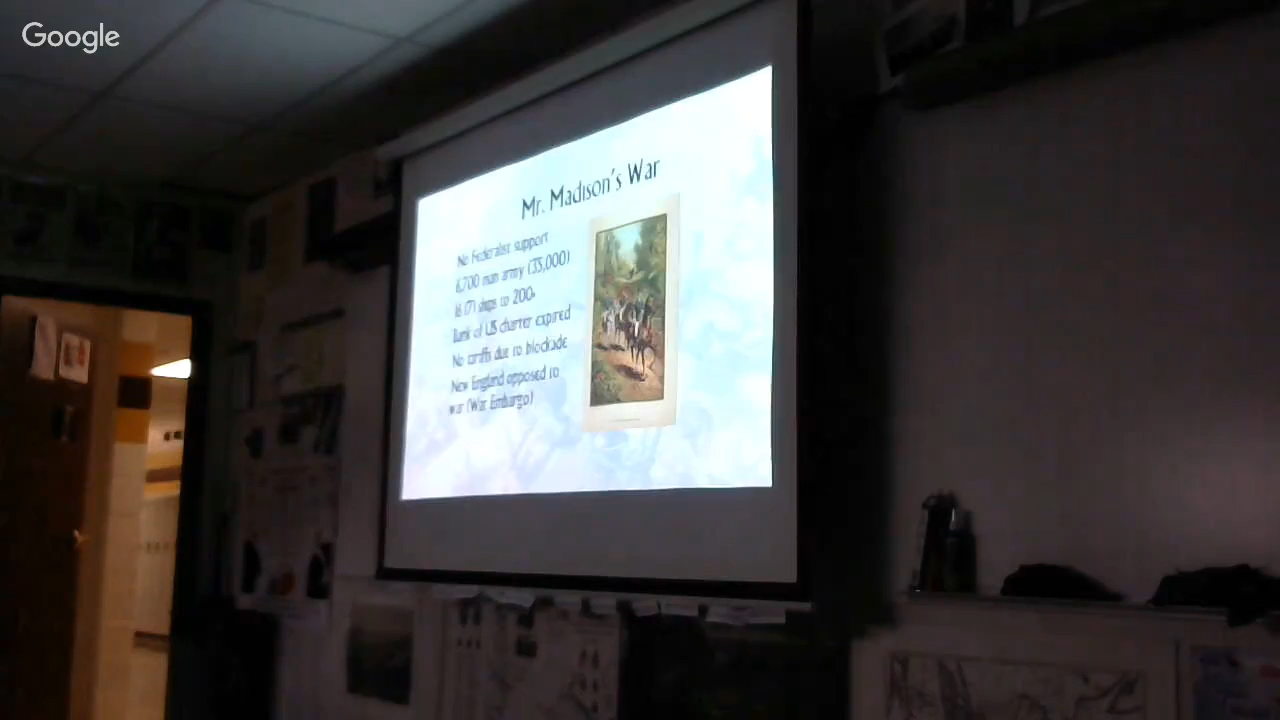 Google
Mr. Madison's War
No Federalist support
6,700 man army (35,000)
16 (7) ships to 200+
Bank of US charter expired
No tariffs due to blockade
New England opposed to
war (War Embargo)